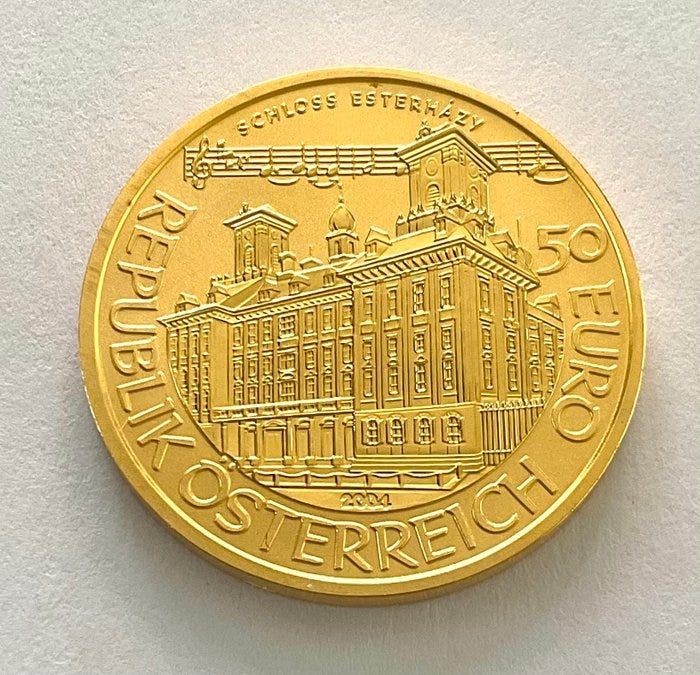 SCHLOSS ESTERHÁZY
REPUBLIK ÖSTERREICH
50 EURO
2004